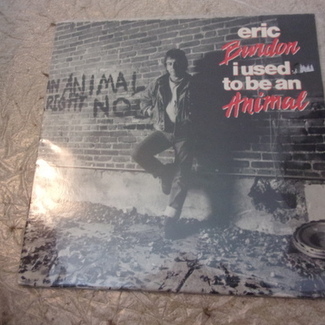 eric
Burdon
i used
to be an
Animal
AN ANIMAL
RIGHT NO